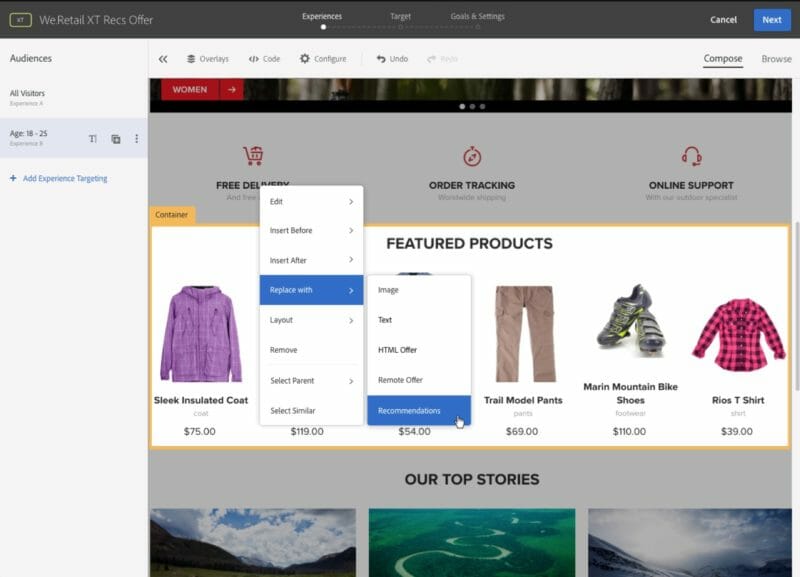 XT We.Retail XT Recs Offer
Experiences
Target
Goals & Settings
Cancel
Next
Audiences
Overlays
Code
Configure
Undo
Redo
Compose
Browse
All Visitors
Experience A
Age: 18 - 25
Experience B
Add Experience Targeting
WOMEN
FREE DELIVERY
ORDER TRACKING
Worldwide shipping
ONLINE SUPPORT
With our outdoor specialist
And free
Container
FEATURED PRODUCTS
Edit
Insert Before
Insert After
Replace with
Layout
Remove
Select Parent
Select Similar
Image
Text
HTML Offer
Remote Offer
Recommendations
Sleek Insulated Coat
coat
$75.00
$119.00
$54.00
Trail Model Pants
pants
$69.00
Marin Mountain Bike
Shoes
footwear
$110.00
Rios T Shirt
shirt
$39.00
OUR TOP STORIES